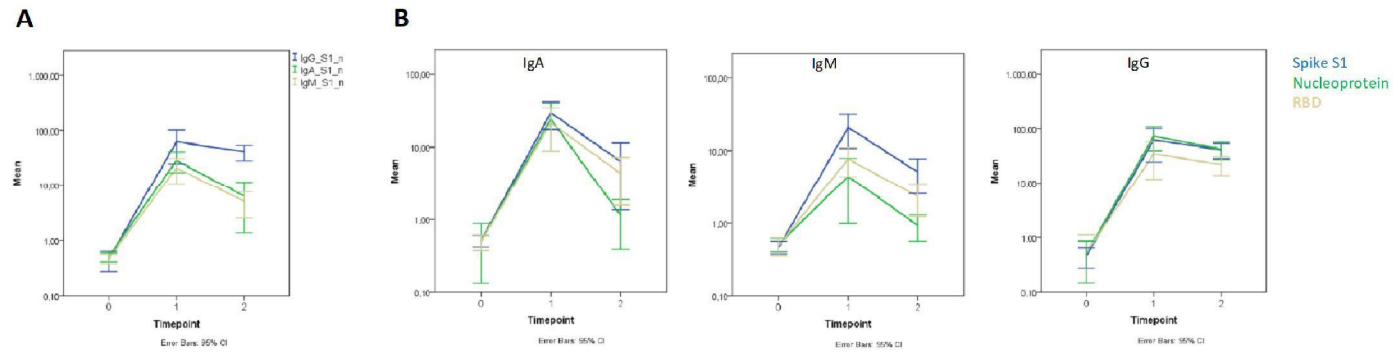 A
B
1.000,00
100,00
10,00
1,00
0,10
Mean
0
1
2
Timepoint
Error Bars: 95% CI
IgG_S1_n
IgA_S1_n
IgM_S1_n
IgA
100,00
10,00
1,00
0,10
Mean
0
1
2
Timepoint
Error Bars: 95% CI
IgM
100,00
10,00
1,00
0,10
Mean
0
1
2
Timepoint
Error Bars: 95% CI
IgG
1.000,00
100,00
10,00
1,00
0,10
Mean
0
1
2
Timepoint
Error Bars: 95% CI
Spike S1
Nucleoprotein
RBD